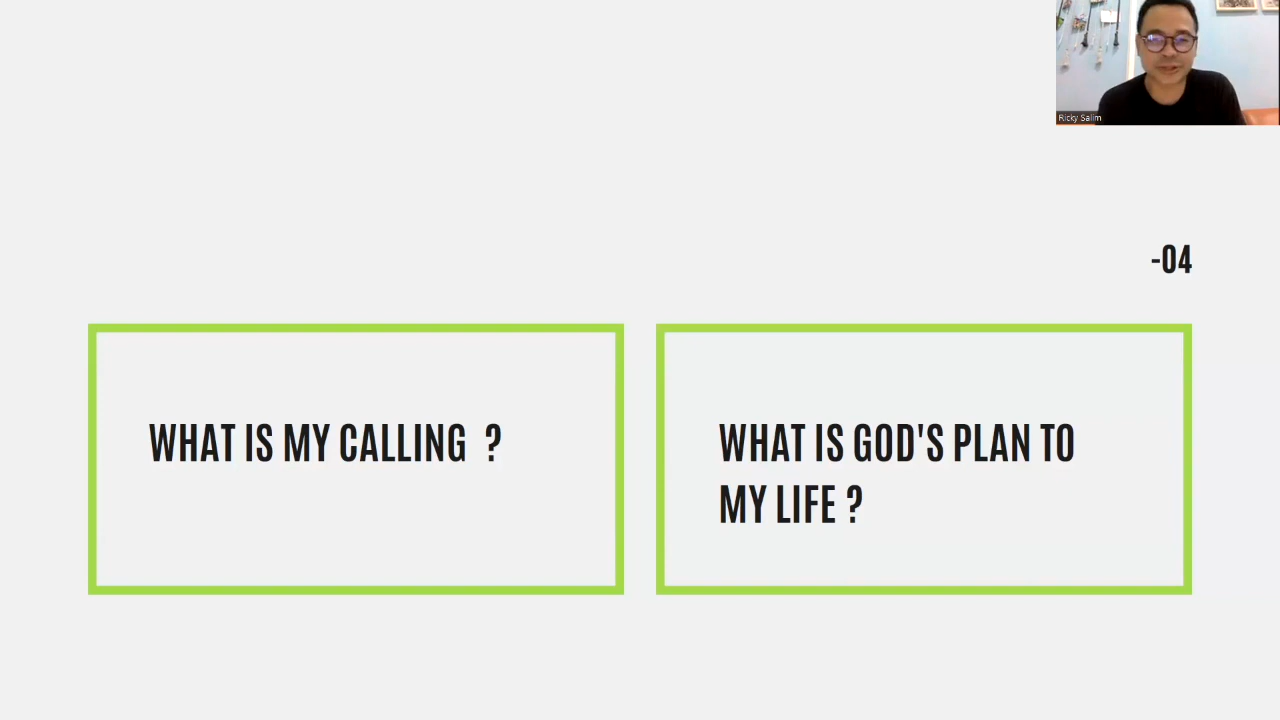 Ricky Salim
-04
WHAT IS MY CALLING ?
WHAT IS GOD'S PLAN TO
MY LIFE ?